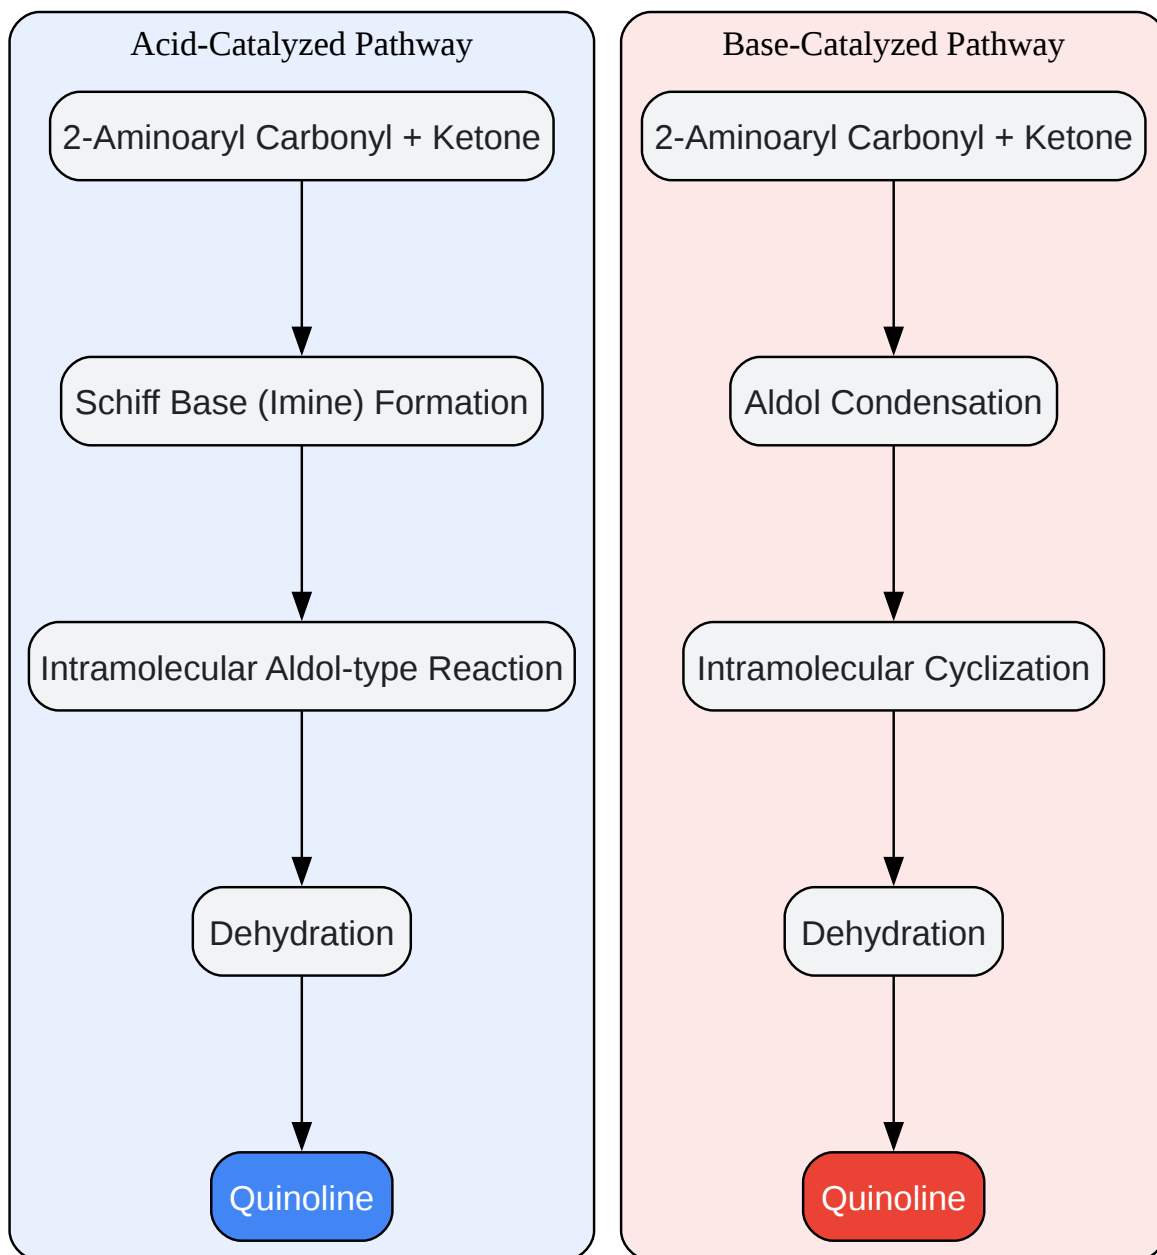 Acid-Catalyzed Pathway
2-Aminoaryl Carbonyl + Ketone
Schiff Base (Imine) Formation
Intramolecular Aldol-type Reaction
Dehydration
Quinoline
Base-Catalyzed Pathway
2-Aminoaryl Carbonyl + Ketone
Aldol Condensation
Intramolecular Cyclization
Dehydration
Quinoline